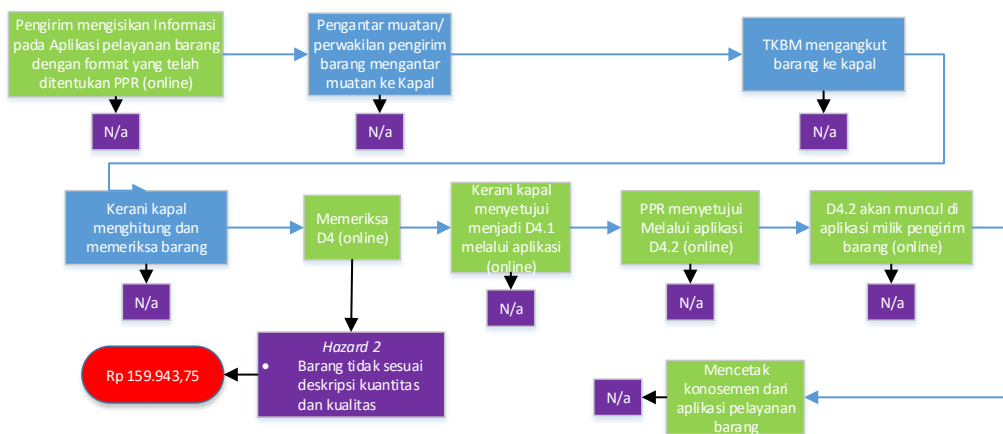 Pengirim mengisikan Informasi
pada Aplikasi pelayanan barang
dengan format yang telah
ditentukan PPR (online)
Pengantar muatan/
perwakilan pengirim
barang mengantar
muatan ke Kapal
TKBM mengangkut
barang ke kapal
N/a
N/a
N/a
Kerani kapal
menghitung dan
memeriksa barang
Memeriksa
D4 (online)
Kerani kapal
menyetujui
menjadi D4.1
melalui aplikasi
(online)
PPR menyetujui
Melalui aplikasi
D4.2 (online)
D4.2 akan muncul di
aplikasi milik pengirim
barang (online)
N/a
N/a
N/a
N/a
Hazard 2
• Barang tidak sesuai
deskripsi kuantitas
dan kualitas
Rp 159.943,75
N/a
Mencetak
konosemen dari
aplikasi pelayanan
barang